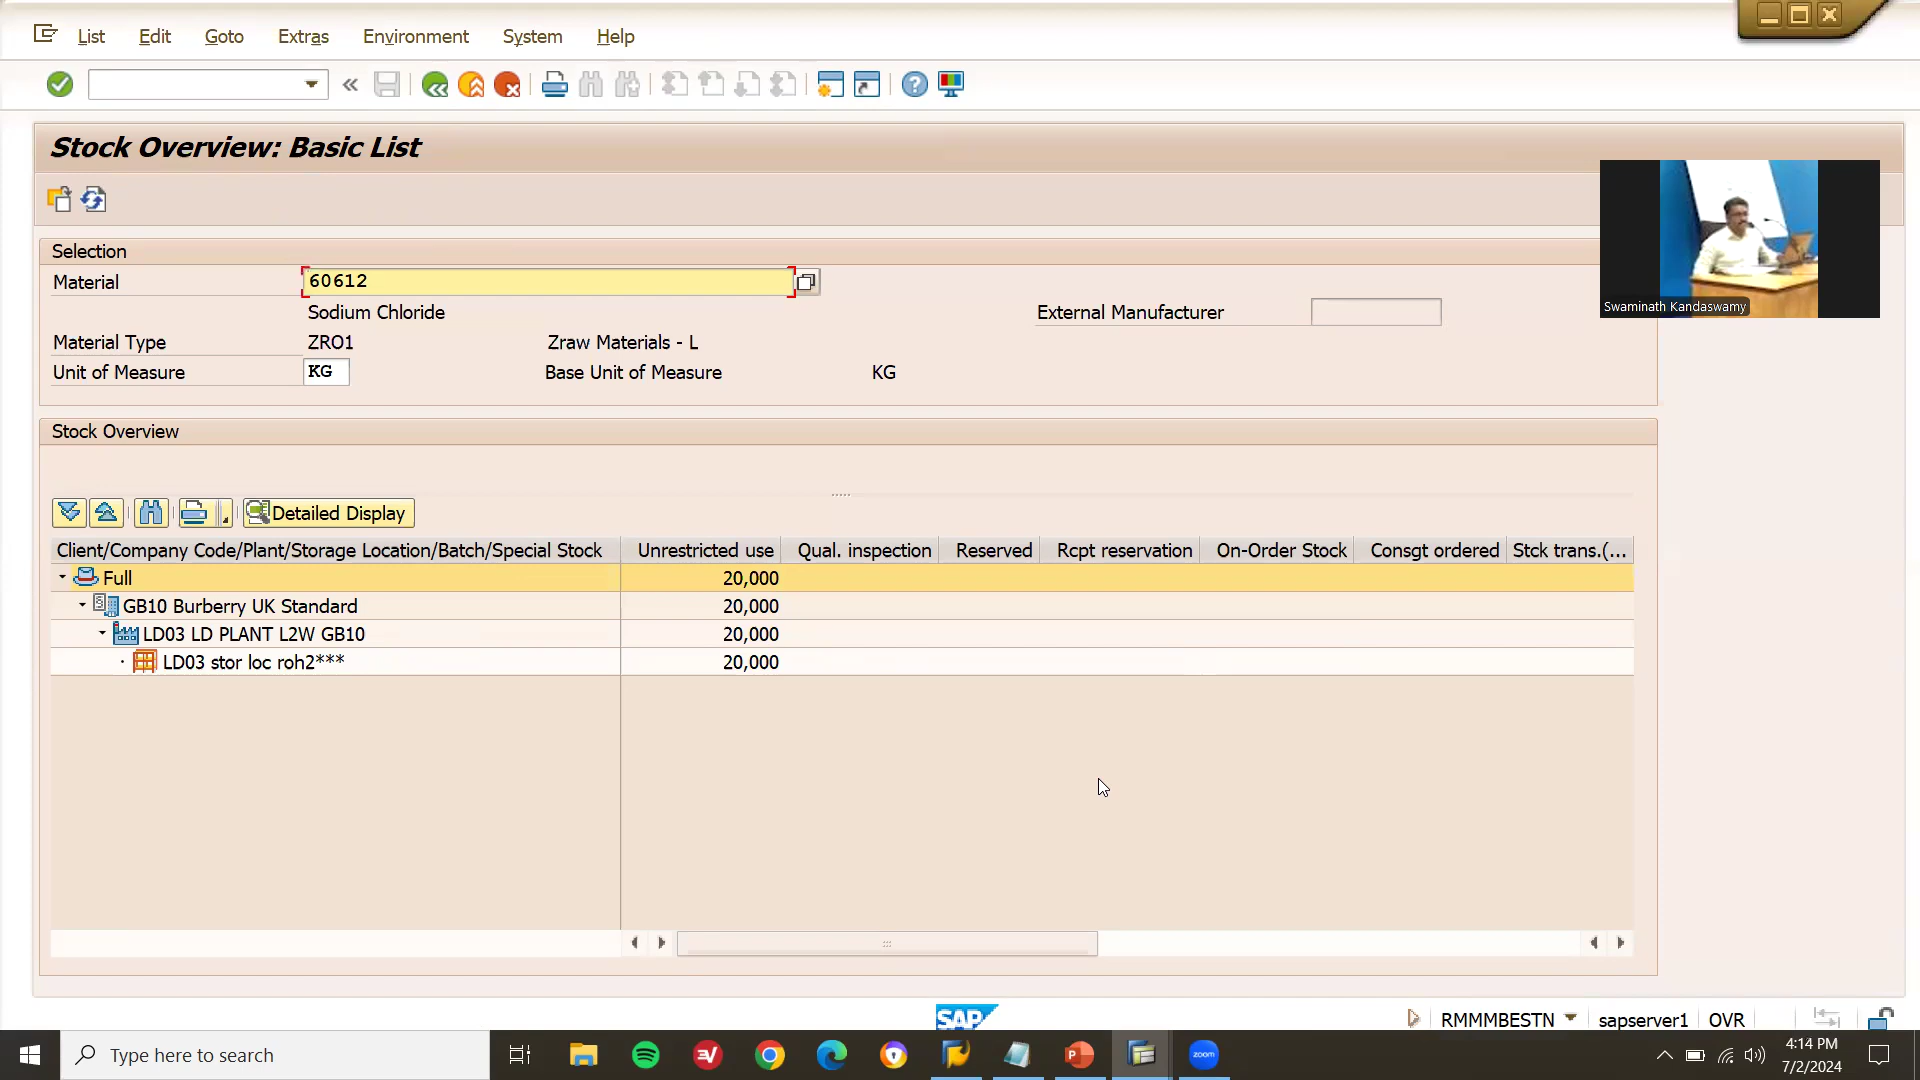 List Edit Goto Extras Environment System Help
Stock Overview: Basic List
Selection
Material 60612
Sodium Chloride External Manufacturer
Material Type ZRO1 Zraw Materials - L
Unit of Measure KG Base Unit of Measure KG
Swaminath Kandaswamy
Stock Overview
Detailed Display
Client/Company Code/Plant/Storage Location/Batch/Special Stock Unrestricted use Qual. inspection Reserved Rcpt reservation On-Order Stock Consgt ordered Stck trans.(...
Full 20,000
GB10 Burberry UK Standard 20,000
LD03 LD PLANT L2W GB10 20,000
LD03 stor loc roh2*** 20,000
SAP RMMMBESTN sapserver1 OVR
Type here to search zoom 4:14 PM
7/2/2024